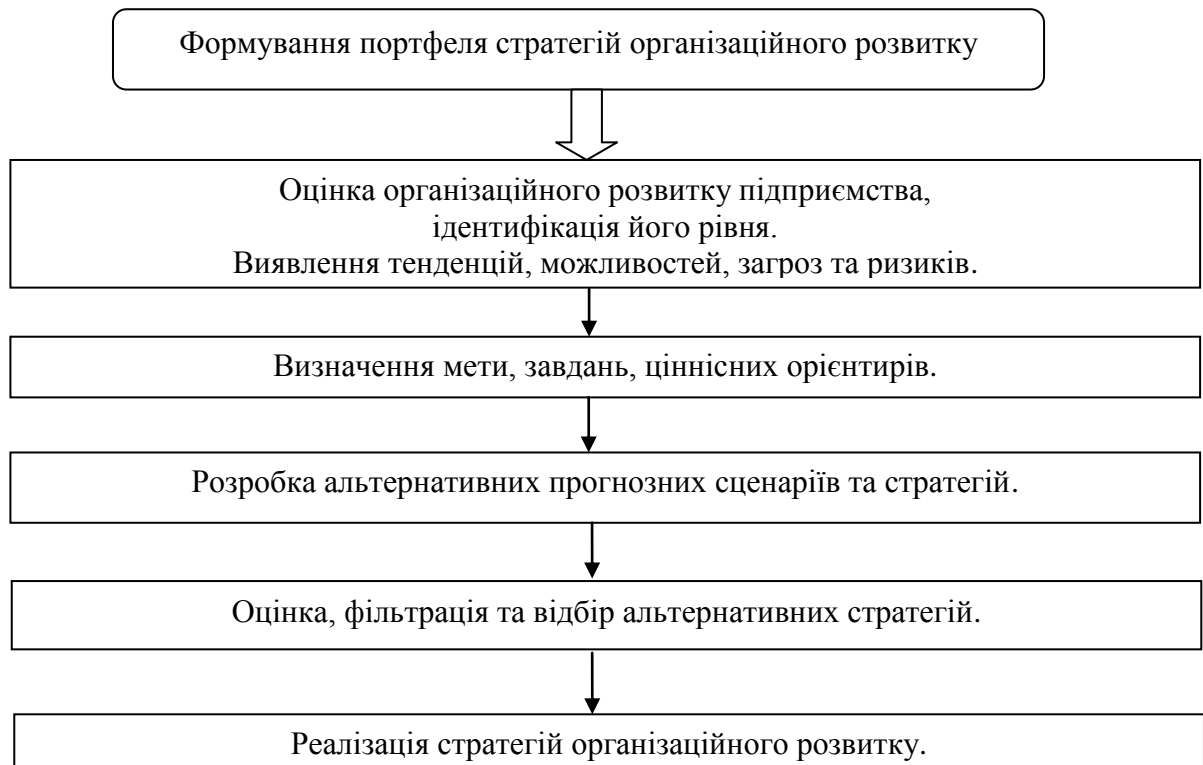 Формування портфеля стратегій організаційного розвитку
Оцінка організаційного розвитку підприємства,
ідентифікація його рівня.
Виявлення тенденцій, можливостей, загроз та ризиків.
Визначення мети, завдань, ціннісних орієнтирів.
Розробка альтернативних прогнозних сценаріїв та стратегій.
Оцінка, фільтрація та відбір альтернативних стратегій.
Реалізація стратегій організаційного розвитку.